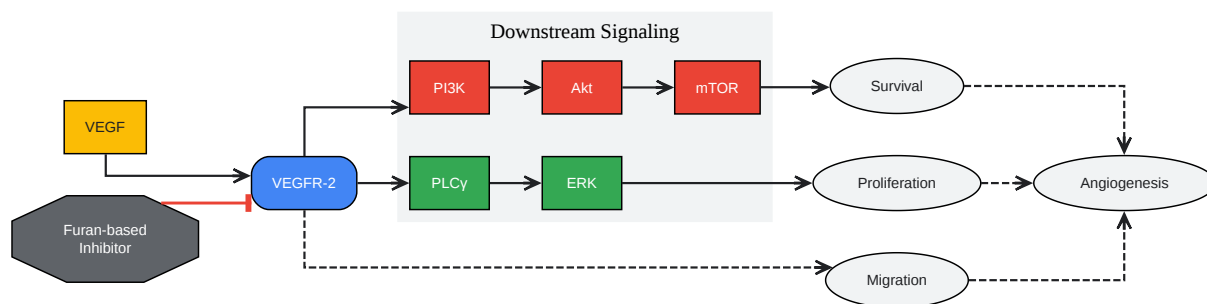 Downstream Signaling
PI3K
Akt
mTOR
Survival
VEGF
VEGFR-2
PLCγ
ERK
Proliferation
Angiogenesis
Furan-based
Inhibitor
Migration